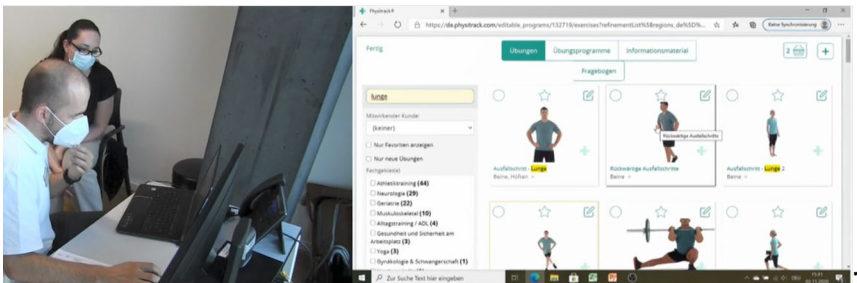 Physitrack
https://de.physitrack.com/editable_programs/132719/exercises?refinementList%5Bregions_de%5D%...
Keine Synchronisierung
Fertig
Übungen
Übungsprogramme
Informationsmaterial
2
Fragebogen
lunge
Mitwirkender Kunde
(keiner)
Nur Favoriten anzeigen
Nur neue Übungen
Fachgebiet(e)
Athletiktraining (44)
Neurologie (29)
Geriatrie (22)
Muskuloskeletal (10)
Alltagstraining / ADL (4)
Gesundheit und Sicherheit am
Arbeitsplatz (3)
Yoga (3)
Gynäkologie & Schwangerschaft (1)
Ausfallschritt - Lunge
Beine, Hüften
Rückwärtige Ausfallschritte
Rückwärtige Ausfallschritte
Beine
Ausfallschritt - Lunge 2
Beine
Zur Suche Text hier eingeben
DEU
15:41